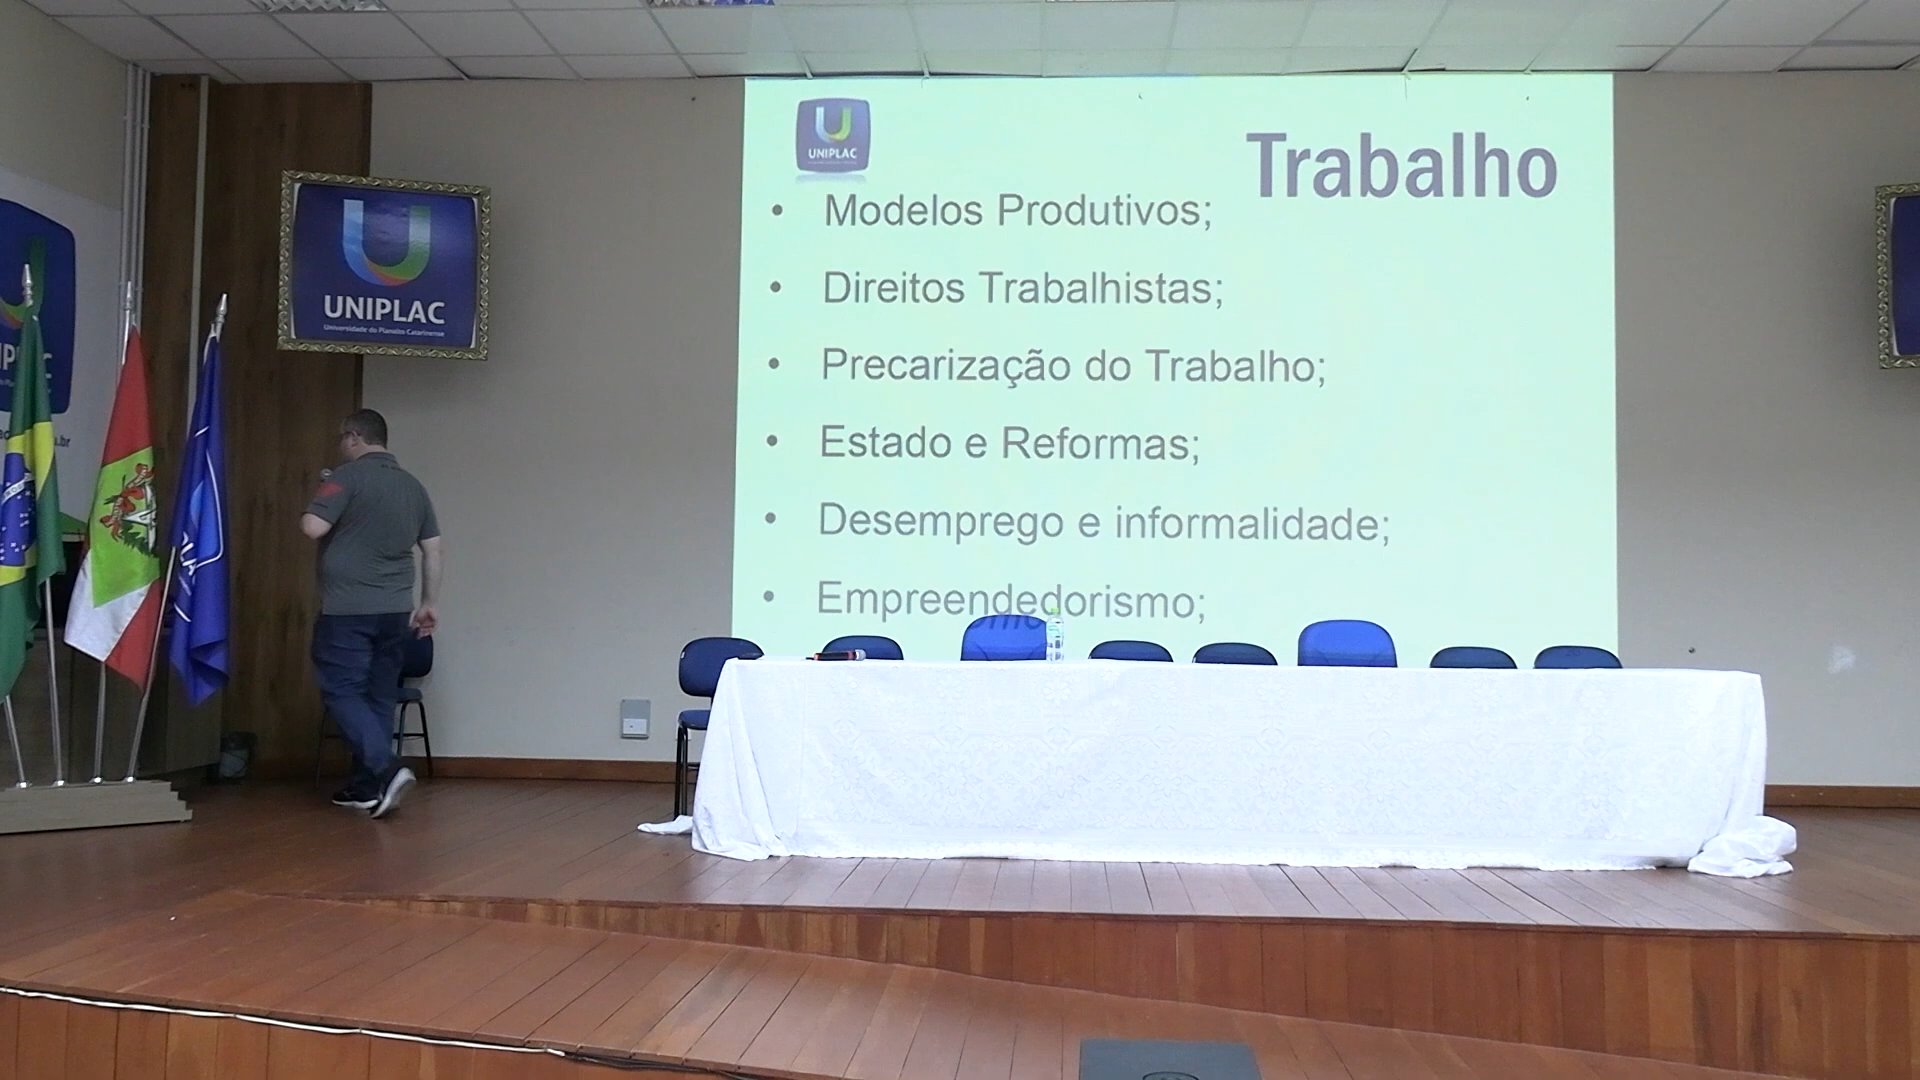 UNIPLAC
Trabalho
• Modelos Produtivos;
• Direitos Trabalhistas;
• Precarização do Trabalho;
• Estado e Reformas;
• Desemprego e informalidade;
• Empreendedorismo;
UNIPLAC
Universidade do Planalto Catarinense
.br